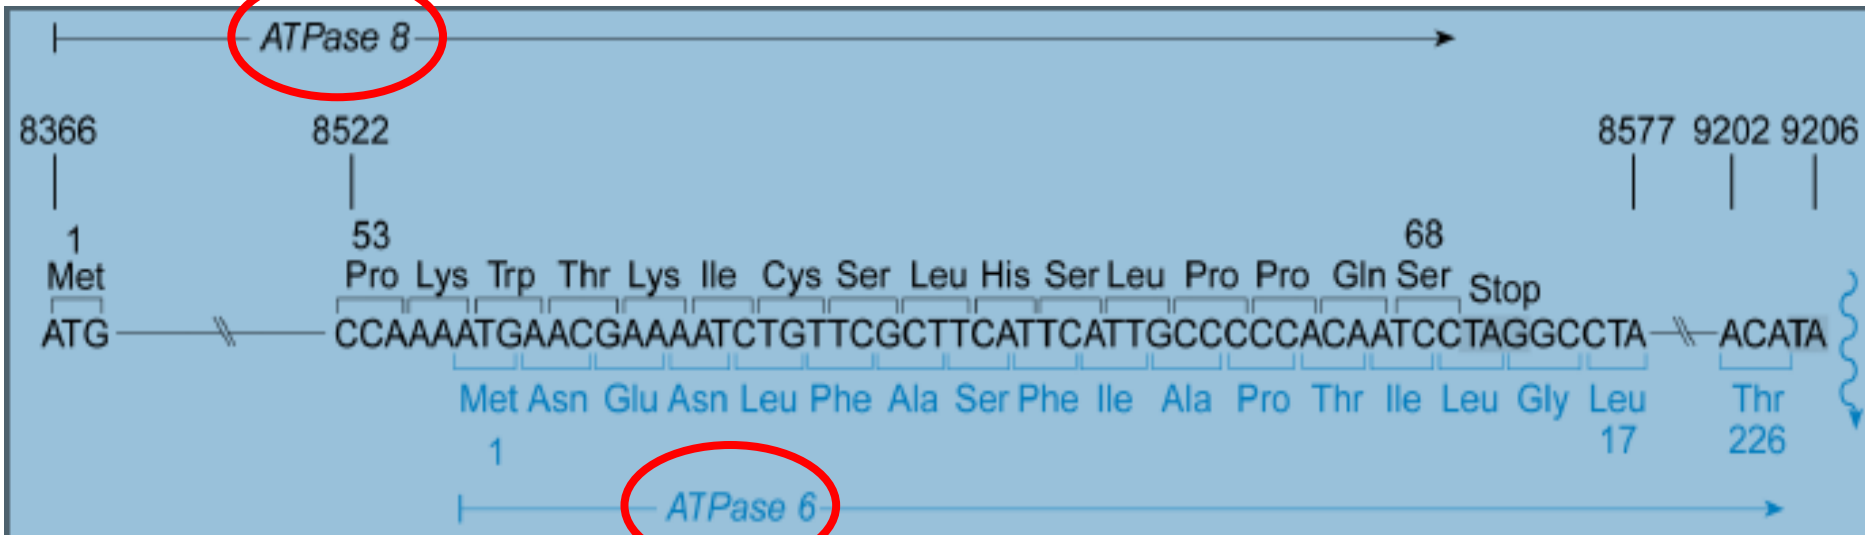 ATPase 8
8366 8522 8577 9202 9206
1 53 68
Met Pro Lys Trp Thr Lys Ile Cys Ser Leu His Ser Leu Pro Pro Gln Ser Stop
ATG CCAAAATGAACGAAAATCTGTTCGCTTCATTCATTGCCCCCACAATCCTAGGCCTA ACATA
Met Asn Glu Asn Leu Phe Ala Ser Phe Ile Ala Pro Thr Ile Leu Gly Leu Thr
1 17 226
ATPase 6